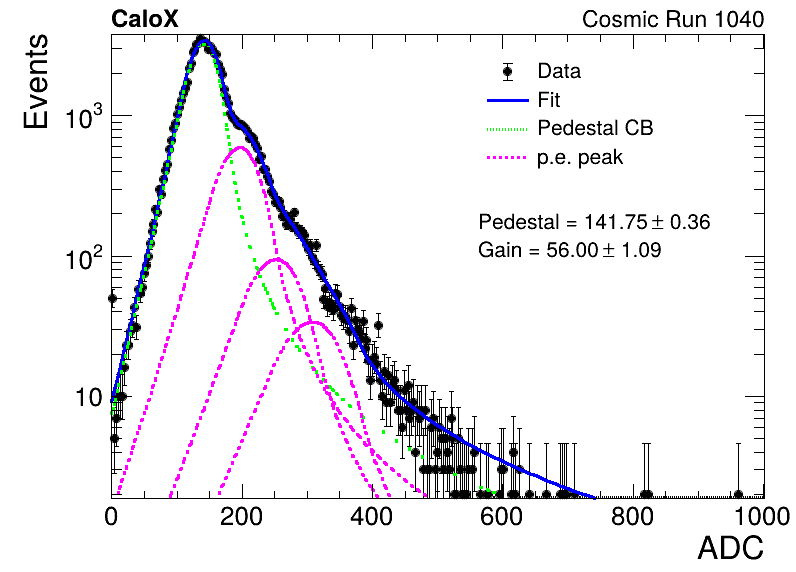 CaloX Cosmic Run 1040
Events
10³
10²
10
Data
Fit
Pedestal CB
p.e. peak
Pedestal = 141.75 ± 0.36
Gain = 56.00 ± 1.09
0 200 400 600 800 1000
ADC